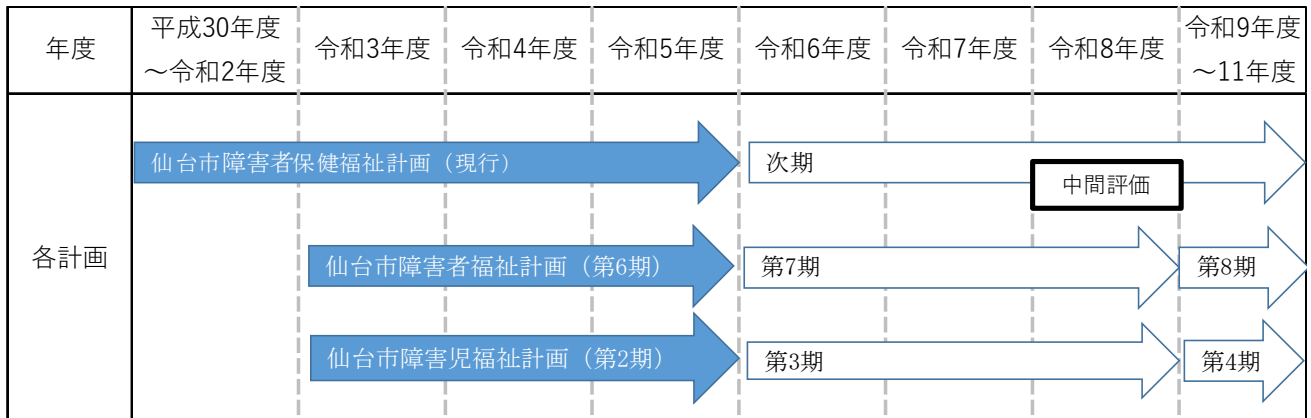 年度
平成30年度
～令和2年度
令和3年度
令和4年度
令和5年度
令和6年度
令和7年度
令和8年度
令和9年度
～11年度
各計画
仙台市障害者保健福祉計画（現行）
次期
中間評価
仙台市障害者福祉計画（第6期）
第7期
第8期
仙台市障害児福祉計画（第2期）
第3期
第4期